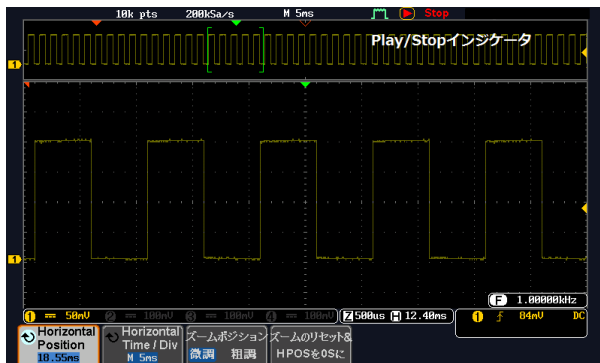 10k pts 200kSa/s M 5ms Stop
Play/Stopインジケータ
1
1
F 1.00000kHz
1 50mV 2 100mV 3 100mV 4 100mV Z 500us H 12.40ms 1 84mV DC
Horizontal Position 18.55ms
Horizontal Time / Div M 5ms
ズームポジション 微調 粗調
ズームのリセット& HPOSを0Sに